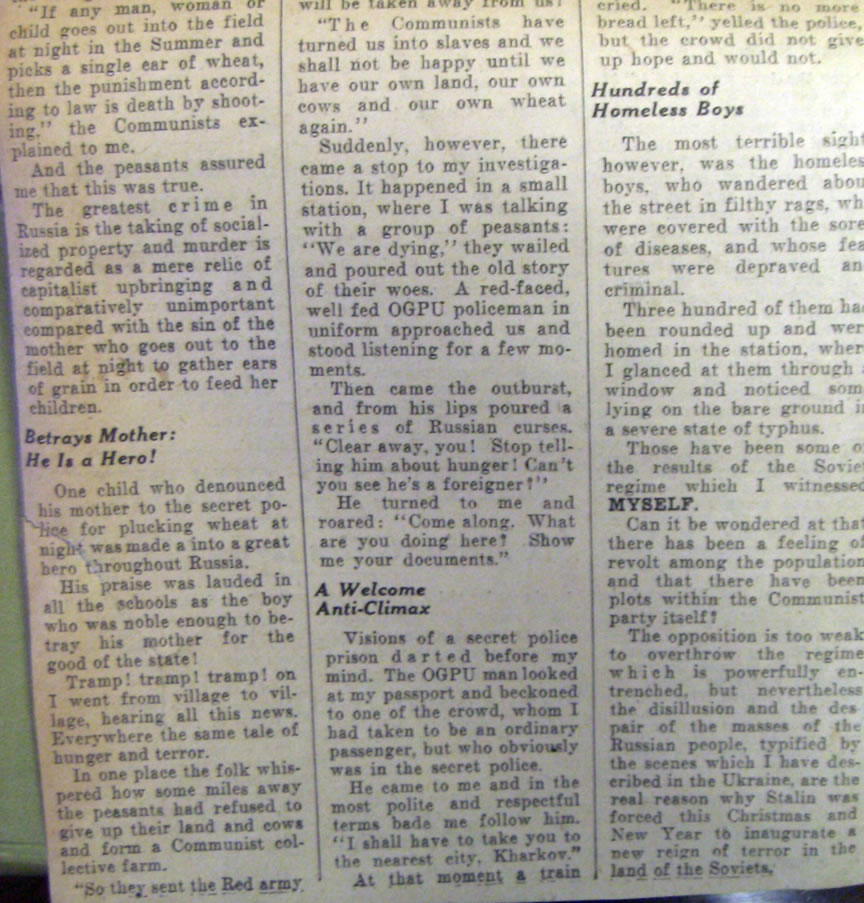 "If any man, woman or
child goes out into the field
at night in the Summer and
picks a single ear of wheat,
then the punishment accord-
ing to law is death by shoot-
ing," the Communists ex-
plained to me.
And the peasants assured
me that this was true.
The greatest crime in
Russia is the taking of social-
ized property and murder is
regarded as a mere relic of
capitalist upbringing and
comparatively unimportant
compared with the sin of the
mother who goes out to the
field at night to gather ears
of grain in order to feed her
children.
Betrays Mother:
He Is a Hero!
One child who denounced
his mother to the secret po-
lice for plucking wheat at
night was made a into a great
hero throughout Russia.
His praise was lauded in
all the schools as the boy
who was noble enough to be-
tray his mother for the
good of the state!
Tramp! tramp! tramp! on
I went from village to vil-
lage, hearing all this news.
Everywhere the same tale of
hunger and terror.
In one place the folk whis-
pered how some miles away
the peasants had refused to
give up their land and cows
and form a Communist col-
lective farm.
"So they sent the Red army
will be taken away from us!
"The Communists have
turned us into slaves and we
shall not be happy until we
have our own land, our own
cows and our own wheat
again."
Suddenly, however, there
came a stop to my investiga-
tions. It happened in a small
station, where I was talking
with a group of peasants:
"We are dying," they wailed
and poured out the old story
of their woes. A red-faced,
well fed OGPU policeman in
uniform approached us and
stood listening for a few mo-
ments.
Then came the outburst,
and from his lips poured a
series of Russian curses.
"Clear away, you! Stop tell-
ing him about hunger! Can't
you see he's a foreigner?"
He turned to me and
roared: "Come along. What
are you doing here? Show
me your documents."
A Welcome
Anti-Climax
Visions of a secret police
prison darted before my
mind. The OGPU man looked
at my passport and beckoned
to one of the crowd, whom I
had taken to be an ordinary
passenger, but who obviously
was in the secret police.
He came to me and in the
most polite and respectful
terms bade me follow him.
"I shall have to take you to
the nearest city, Kharkov."
At that moment a train
cried. "There is no more
bread left," yelled the police,
but the crowd did not give
up hope and would not.
Hundreds of
Homeless Boys
The most terrible sight
however, was the homeles
boys, who wandered abou
the street in filthy rags, wh
were covered with the sore
of diseases, and whose fea
tures were depraved an
criminal.
Three hundred of them had
been rounded up and wer
homed in the station, wher
I glanced at them through
window and noticed som
lying on the bare ground i
a severe state of typhus.
Those have been some o
the results of the Sovie
regime which I witnessed
MYSELF.
Can it be wondered at that
there has been a feeling of
revolt among the population
and that there have been
plots within the Communist
party itself?
The opposition is too weak
to overthrow the regime
which is powerfully en-
trenched, but nevertheless
the disillusion and the des
pair of the masses of the
Russian people, typified by
the scenes which I have des-
cribed in the Ukraine, are the
real reason why Stalin was
forced this Christmas and
New Year to inaugurate a
new reign of terror in the
land of the Soviets.